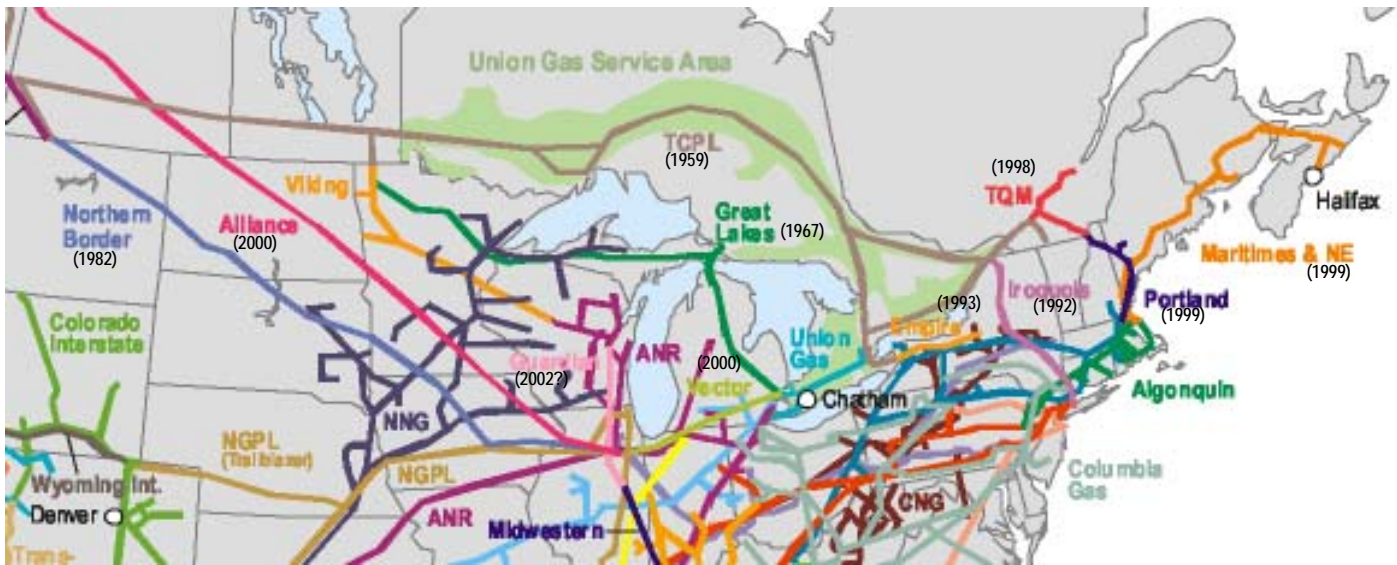 Union Gas Service Area
TCPL
(1959)
(1998)
TQM
Halifax
Viking
Northern
Border
(1982)
Alliance
(2000)
Great
Lakes (1967)
Maritimes & NE
(1999)
Iroquois
(1992)
(1993)
Empire
Portland
(1999)
Colorado
Interstate
Union
Gas
Guardian
(2002?)
ANR
(2000)
Vector
Chatham
Algonquin
NNG
NGPL
(Trailblazer)
NGPL
Columbia
Gas
Wyoming Int.
Denver
ANR
Midwestern
CNG
Trans-